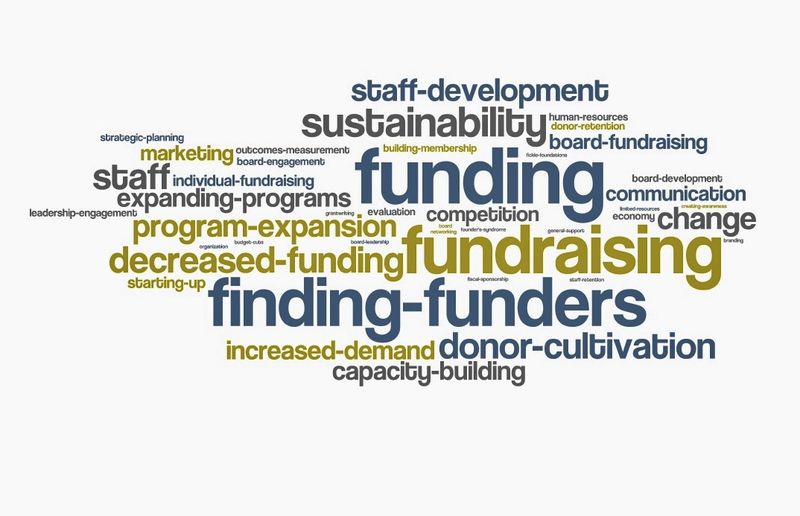 staff-development
sustainability
human-resources
donor-retention
strategic-planning
marketing
outcomes-measurement
building-membership
board-fundraising
board-engagement
fickle-foundations
funding
staff
individual-fundraising
board-development
communication
expanding-programs
limited-resources
creating-awareness
leadership-engagement
grantwriting
evaluation
competition
economy
change
program-expansion
board
networking
founder's-syndrome
general-support
organization
budget-cuts
board-leadership
fundraising
branding
decreased-funding
starting-up
fiscal-sponsorship
staff-retention
finding-funders
increased-demand
donor-cultivation
capacity-building